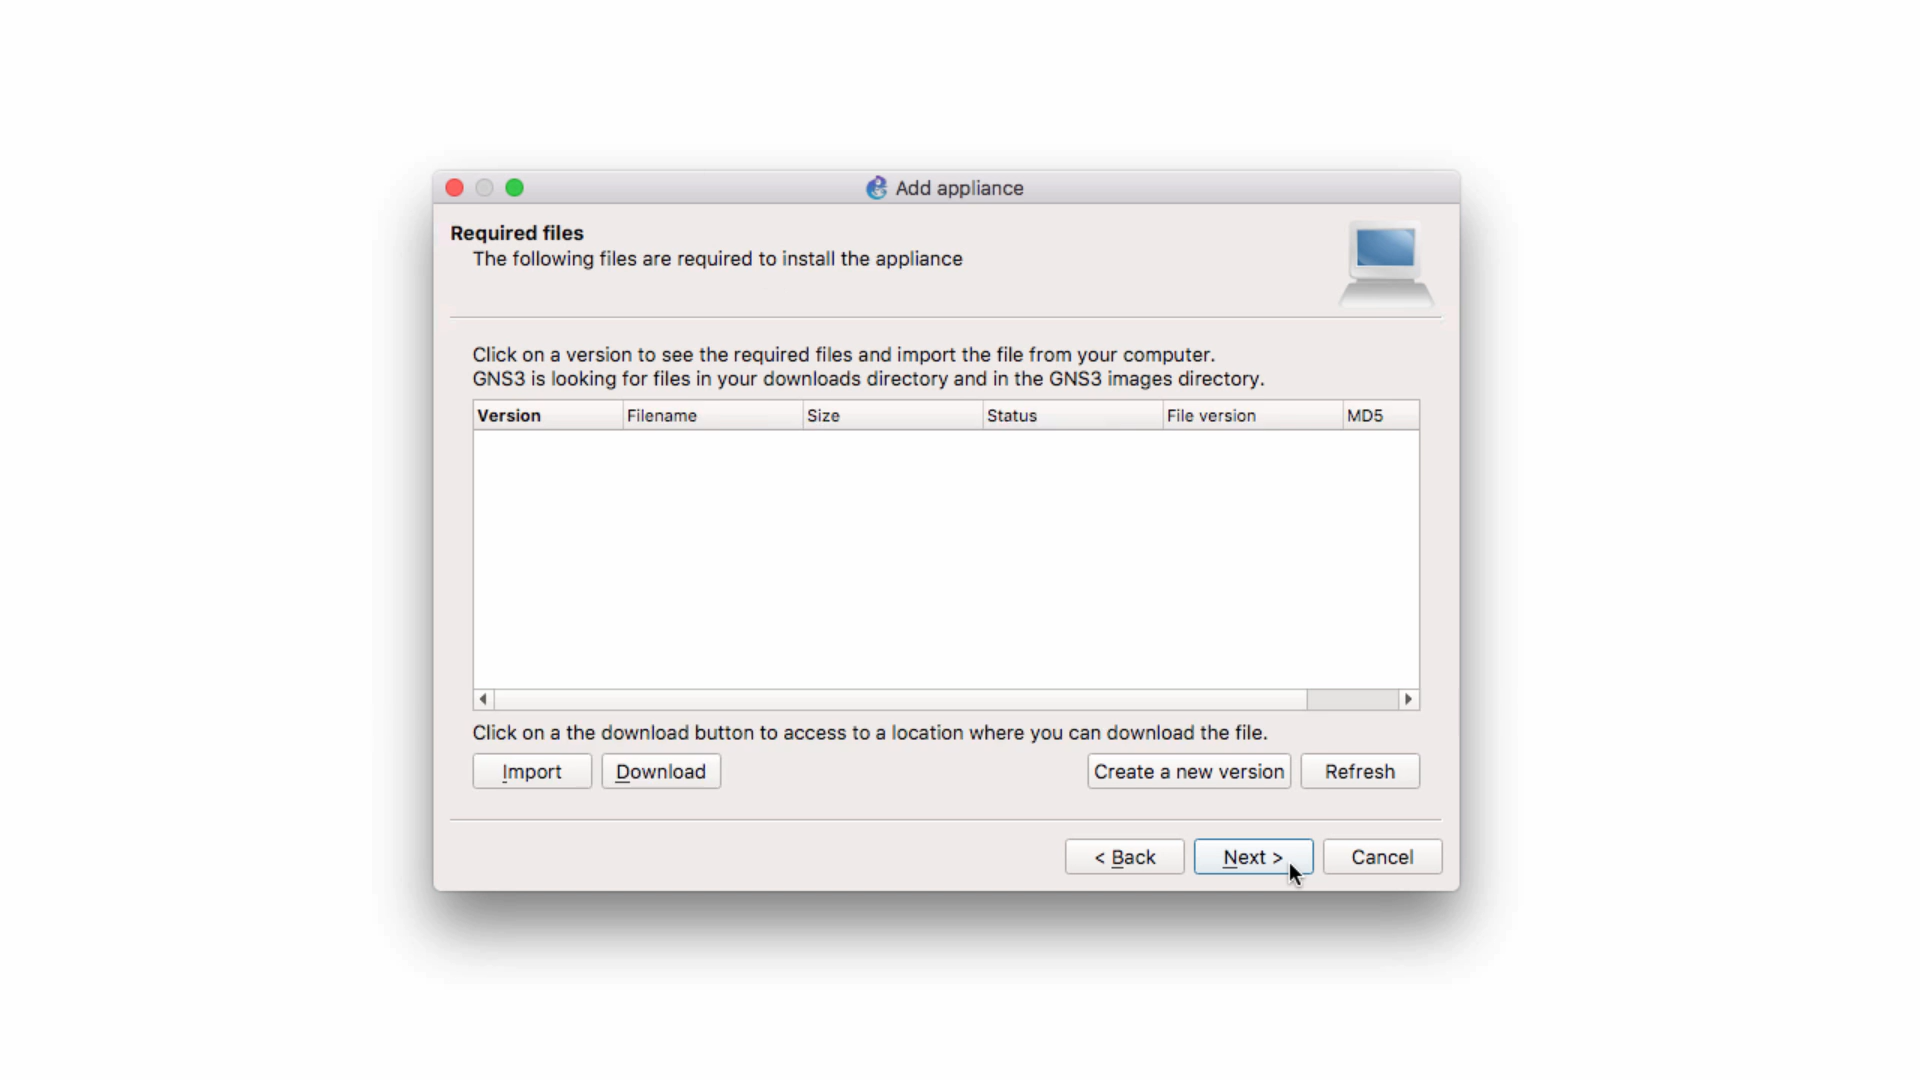 Add appliance
Required files
The following files are required to install the appliance
Click on a version to see the required files and import the file from your computer.
GNS3 is looking for files in your downloads directory and in the GNS3 images directory.
Version Filename Size Status File version MD5
Click on a the download button to access to a location where you can download the file.
Import Download Create a new version Refresh
< Back Next > Cancel